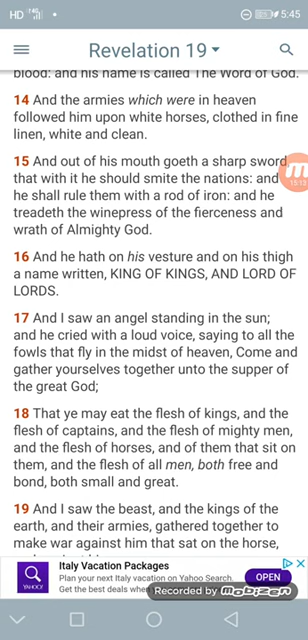 HD 4G 5:45
Revelation 19
blood: and his name is called The Word of God.
14 And the armies which were in heaven
followed him upon white horses, clothed in fine
linen, white and clean.
15 And out of his mouth goeth a sharp sword,
that with it he should smite the nations: and
he shall rule them with a rod of iron: and he
treadeth the winepress of the fierceness and
wrath of Almighty God.
15:13
16 And he hath on his vesture and on his thigh
a name written, KING OF KINGS, AND LORD OF
LORDS.
17 And I saw an angel standing in the sun;
and he cried with a loud voice, saying to all the
fowls that fly in the midst of heaven, Come and
gather yourselves together unto the supper of
the great God;
18 That ye may eat the flesh of kings, and the
flesh of captains, and the flesh of mighty men,
and the flesh of horses, and of them that sit on
them, and the flesh of all men, both free and
bond, both small and great.
19 And I saw the beast, and the kings of the
earth, and their armies, gathered together to
make war against him that sat on the horse,
Italy Vacation Packages
Plan your next Italy vacation on Yahoo Search.
Get the best deals when
YAHOO!
OPEN
Recorded by mobizen